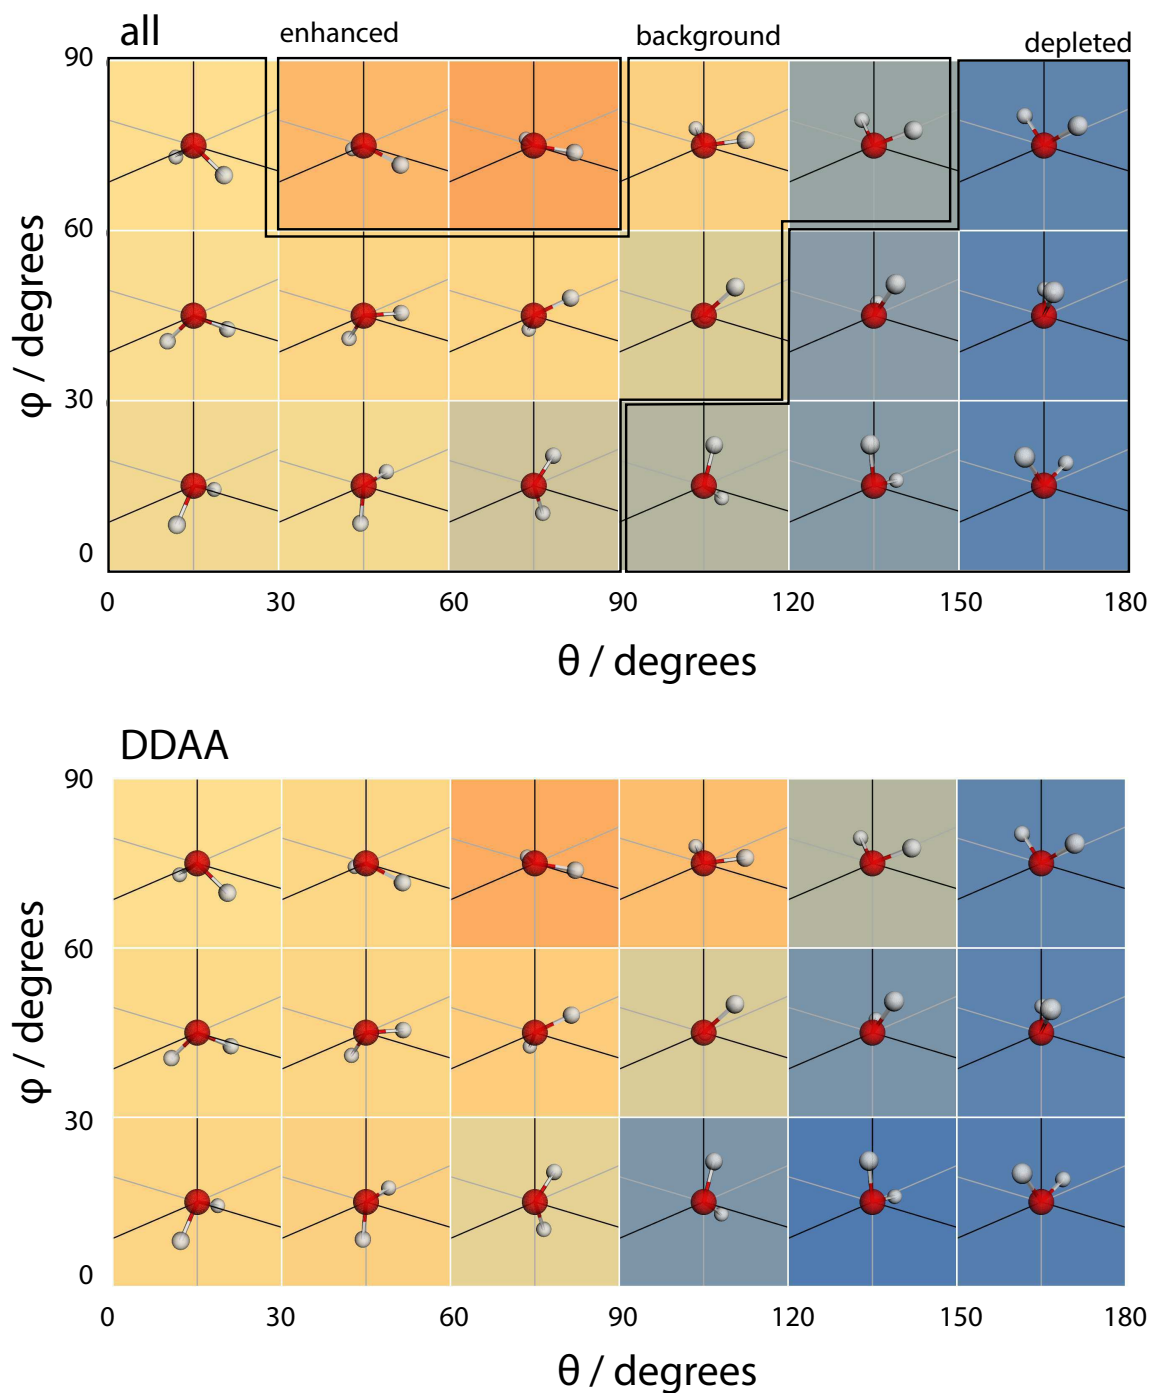 all
enhanced
background
depleted
90
60
30
0
φ / degrees
0 30 60 90 120 150 180
θ / degrees
DDAA
90
60
30
0
φ / degrees
0 30 60 90 120 150 180
θ / degrees